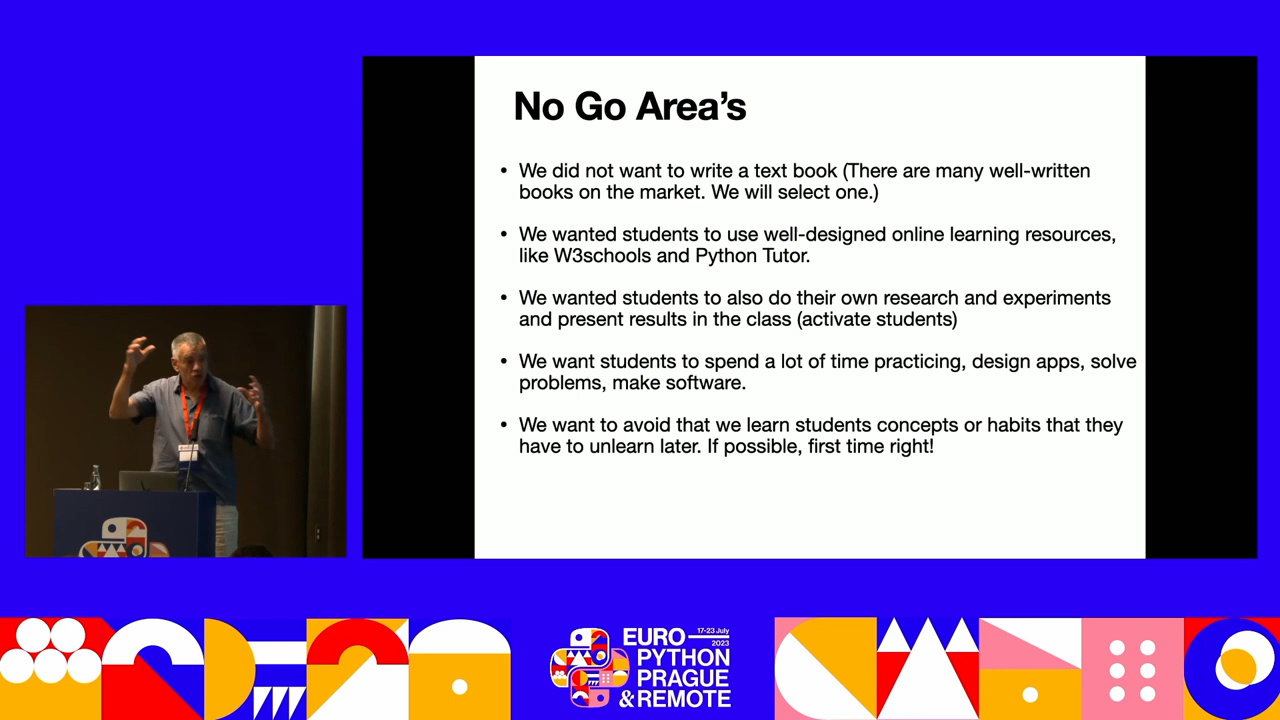 No Go Area’s
• We did not want to write a text book (There are many well-written
books on the market. We will select one.)
• We wanted students to use well-designed online learning resources,
like W3schools and Python Tutor.
• We wanted students to also do their own research and experiments
and present results in the class (activate students)
• We want students to spend a lot of time practicing, design apps, solve
problems, make software.
• We want to avoid that we learn students concepts or habits that they
have to unlearn later. If possible, first time right!
EURO 17-23 July
2023
PYTHON
PRAGUE
& REMOTE